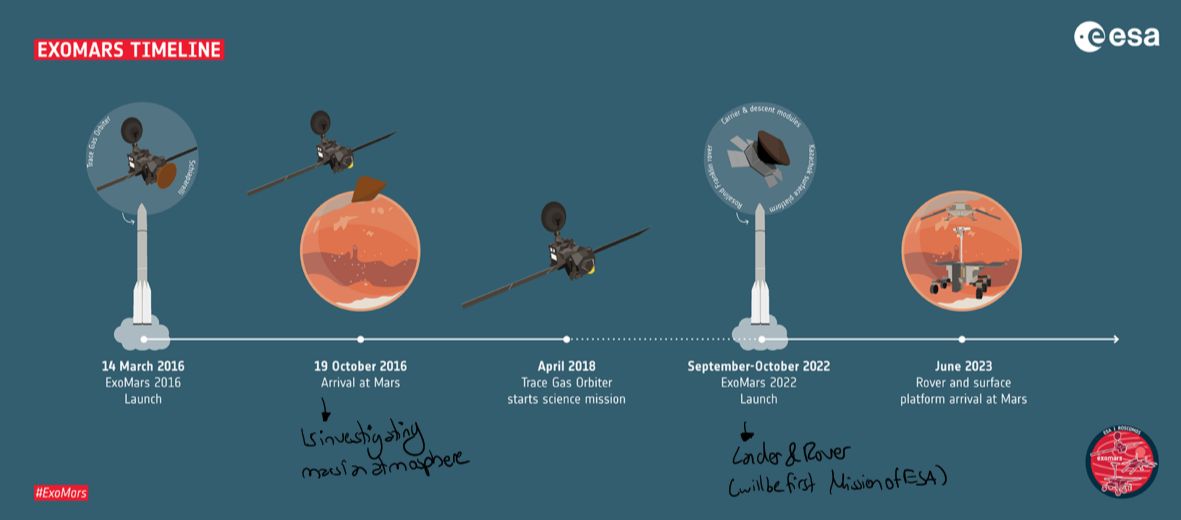 EXOMARS TIMELINE
esa
Trace Gas Orbiter
Schiaparelli
Carrier & descent modules
Rosalind Franklin rover
Kazachok surface platform
14 March 2016
ExoMars 2016
Launch
19 October 2016
Arrival at Mars
April 2018
Trace Gas Orbiter
starts science mission
September-October 2022
ExoMars 2022
Launch
June 2023
Rover and surface
platform arrival at Mars
Is investigating
atmosphere
Lander & Rover
(will be first Mission of ESA)
ESA | ROSCOSMOS
exomars
#ExoMars